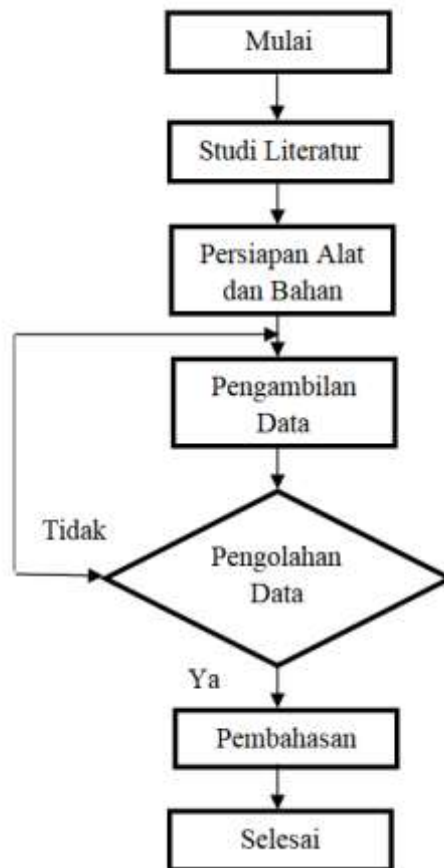 Mulai
Studi Literatur
Persiapan Alat
dan Bahan
Pengambilan
Data
Tidak
Pengolahan
Data
Ya
Pembahasan
Selesai